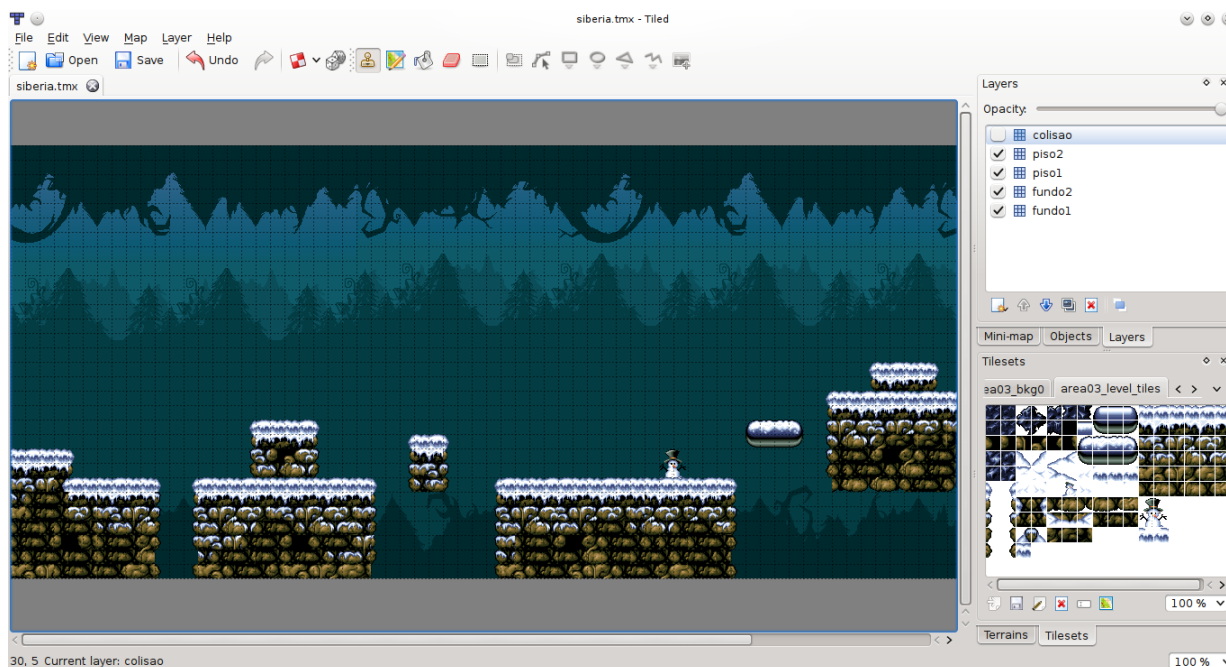 siberia.tmx - Tiled
File Edit View Map Layer Help
Open Save Undo
siberia.tmx
Layers
Opacity:
colisao
piso2
piso1
fundo2
fundo1
Mini-map Objects Layers
Tilesets
ea03_bkg0 area03_level_tiles
100 %
Terrains Tilesets
30, 5 Current layer: colisao
100 %